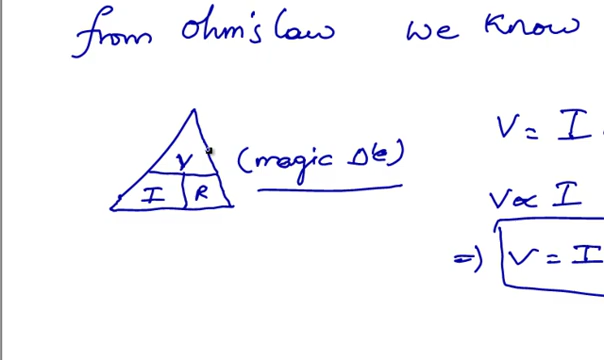 from ohm's law we know
V = I
V
(magic Δle)
I R
V ∝ I
=) V = I